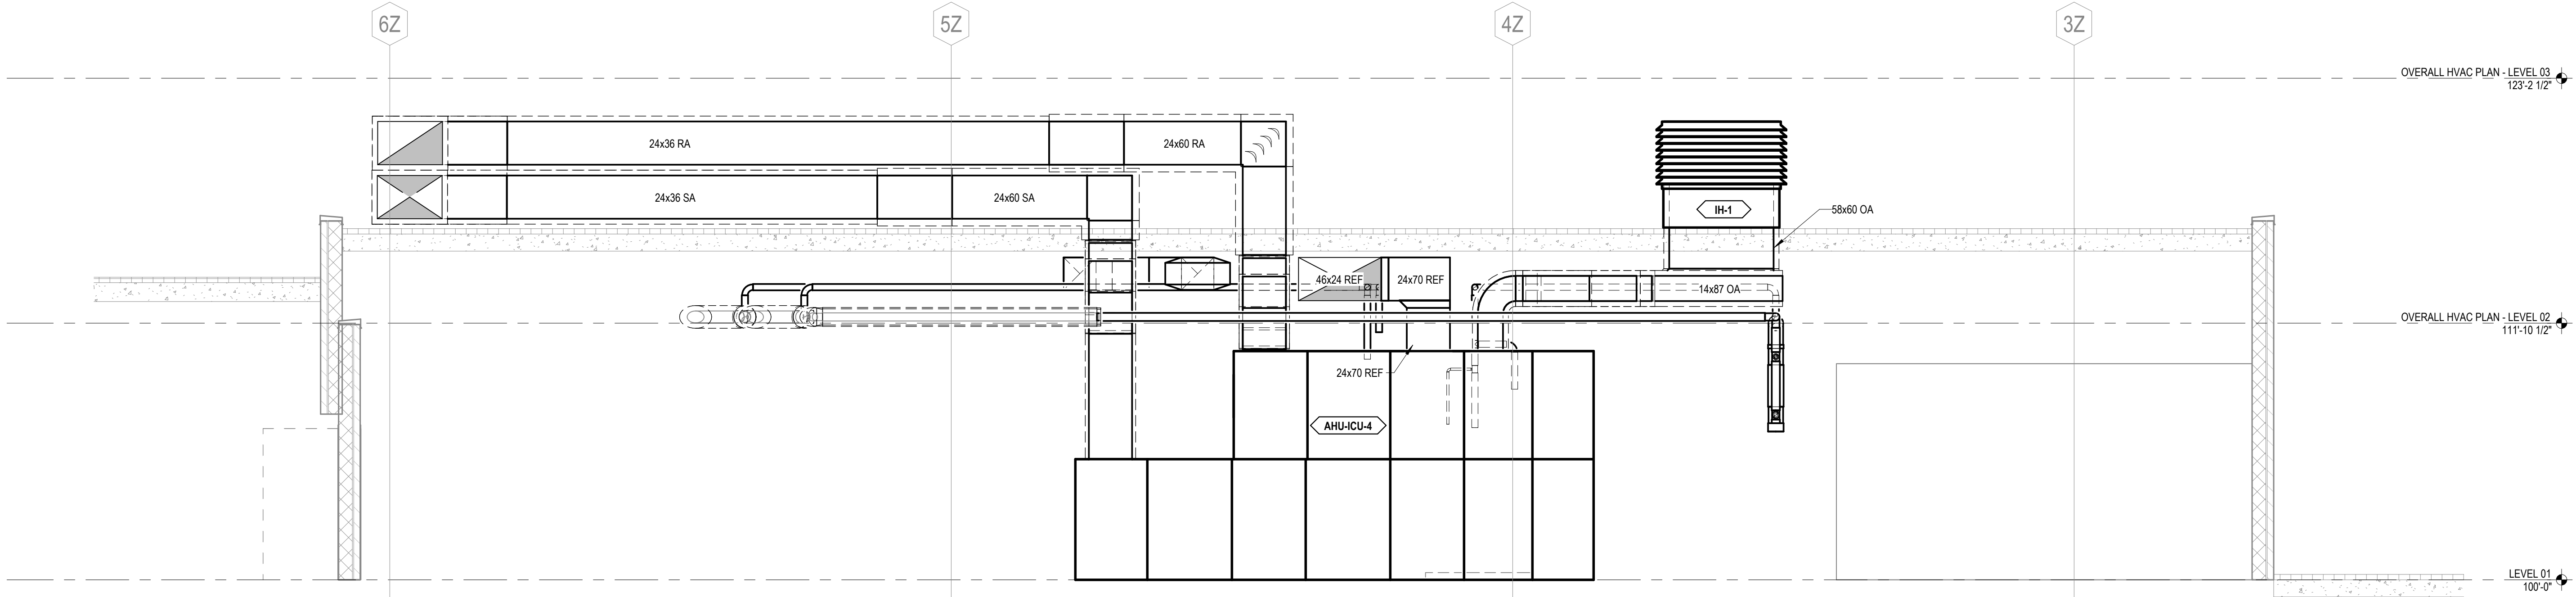 6Z
5Z
4Z
3Z
OVERALL HVAC PLAN - LEVEL 03
123'-2 1/2"
24x36 RA
24x60 RA
24x36 SA
24x60 SA
IH-1
58x60 OA
46x24 REF
24x70 REF
14x87 OA
OVERALL HVAC PLAN - LEVEL 02
111'-10 1/2"
24x70 REF
AHU-ICU-4
LEVEL 01
100'-0"